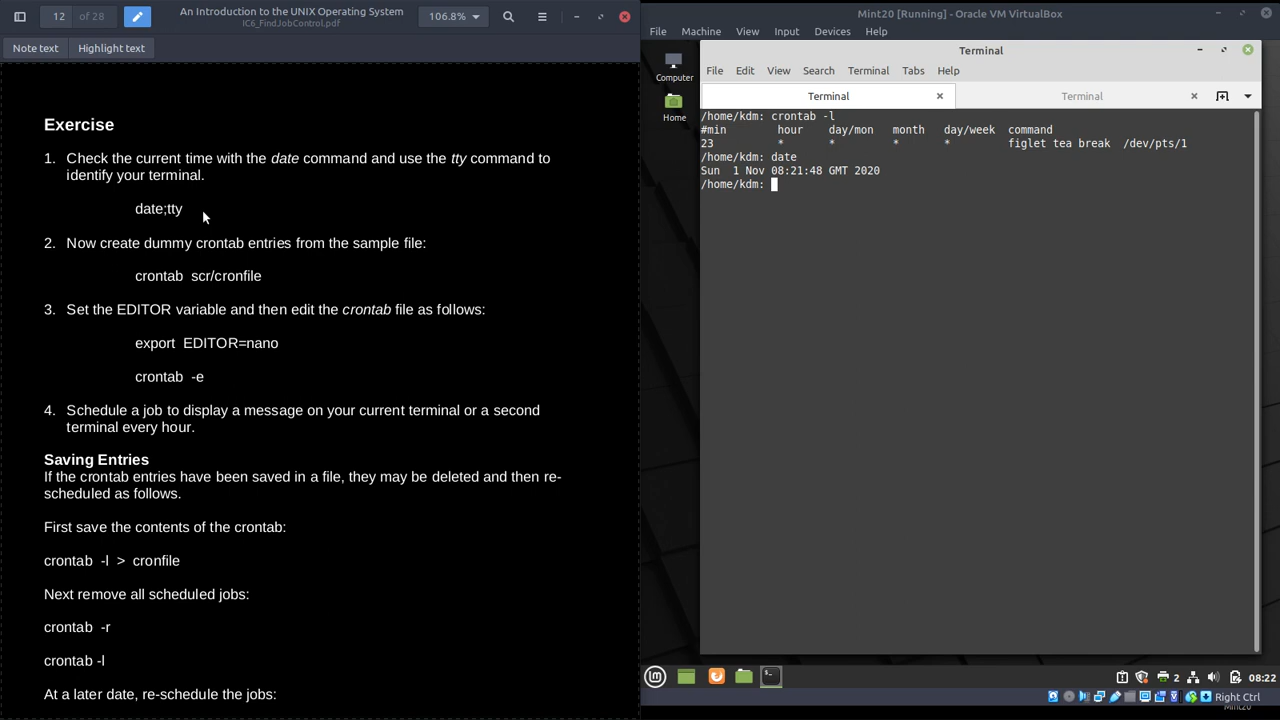 An Introduction to the UNIX Operating System
IC6_FindJobControl.pdf
12 of 28
106.8%
Note text
Highlight text
Exercise
1. Check the current time with the date command and use the tty command to
identify your terminal.
date;tty
2. Now create dummy crontab entries from the sample file:
crontab scr/cronfile
3. Set the EDITOR variable and then edit the crontab file as follows:
export EDITOR=nano
crontab -e
4. Schedule a job to display a message on your current terminal or a second
terminal every hour.
Saving Entries
If the crontab entries have been saved in a file, they may be deleted and then re-
scheduled as follows.
First save the contents of the crontab:
crontab -l > cronfile
Next remove all scheduled jobs:
crontab -r
crontab -l
At a later date, re-schedule the jobs:
Mint20 [Running] - Oracle VM VirtualBox
File Machine View Input Devices Help
Computer
Home
Terminal
File Edit View Search Terminal Tabs Help
Terminal
Terminal
/home/kdm: crontab -l
#min hour day/mon month day/week command
23 * * * * figlet tea break /dev/pts/1
/home/kdm: date
Sun 1 Nov 08:21:48 GMT 2020
/home/kdm:
2
08:22
Right Ctrl
Mint20